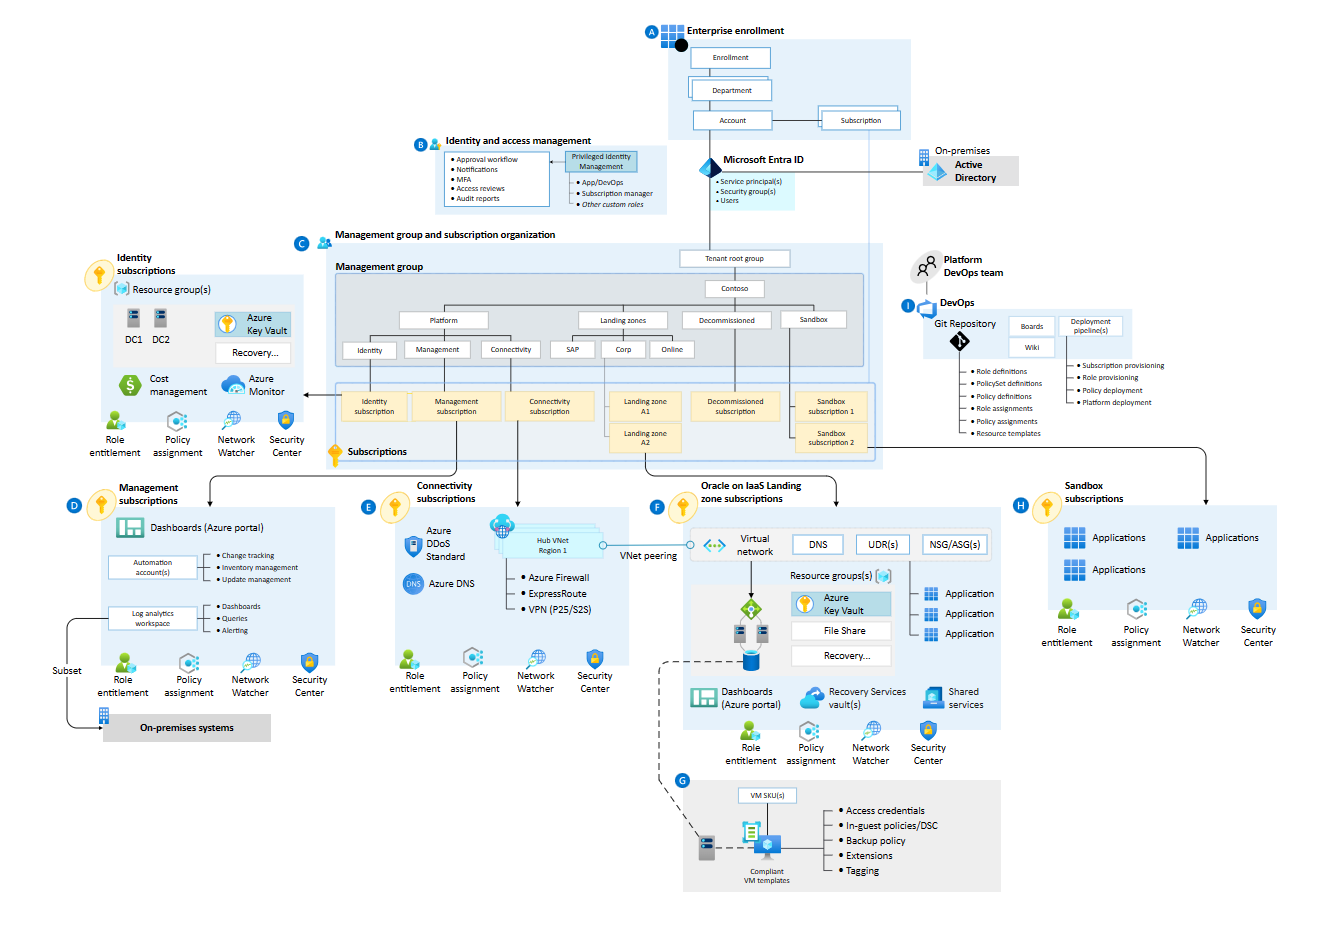 A
Enterprise enrollment
Enrollment
Department
Account
Subscription
B
Identity and access management
• Approval workflow
• Notifications
• MFA
• Access reviews
• Audit reports
Privileged Identity
Management
• App/DevOps
• Subscription manager
• Other custom roles
Microsoft Entra ID
• Service principal(s)
• Security group(s)
• Users
On-premises
Active
Directory
C
Management group and subscription organization
Management group
Tenant root group
Contoso
Platform
Landing zones
Decommissioned
Sandbox
Identity
Management
Connectivity
SAP
Corp
Online
Identity
subscription
Management
subscription
Connectivity
subscription
Landing zone
A1
Landing zone
A2
Decommissioned
subscription
Sandbox
subscription 1
Sandbox
subscription 2
Subscriptions
Identity
subscriptions
Resource group(s)
DC1
DC2
Azure
Key Vault
Recovery...
Cost
management
Azure
Monitor
Role
entitlement
Policy
assignment
Network
Watcher
Security
Center
Platform
DevOps team
I
DevOps
Git Repository
Boards
Wiki
Deployment
pipeline(s)
• Role definitions
• PolicySet definitions
• Policy definitions
• Role assignments
• Policy assignments
• Resource templates
• Subscription provisioning
• Role provisioning
• Policy deployment
• Platform deployment
D
Management
subscriptions
Dashboards (Azure portal)
Automation
account(s)
• Change tracking
• Inventory management
• Update management
Log analytics
workspace
• Dashboards
• Queries
• Alerting
Subset
Role
entitlement
Policy
assignment
Network
Watcher
Security
Center
On-premises systems
E
Connectivity
subscriptions
Azure
DDoS
Standard
DNS
Azure DNS
Hub VNet
Region 1
• Azure Firewall
• ExpressRoute
• VPN (P2S/S2S)
VNet peering
Role
entitlement
Policy
assignment
Network
Watcher
Security
Center
F
Oracle on IaaS Landing
zone subscriptions
Virtual
network
DNS
UDR(s)
NSG/ASG(s)
Resource groups(s)
Azure
Key Vault
File Share
Recovery...
Application
Application
Application
Dashboards
(Azure portal)
Recovery Services
vault(s)
Shared
services
Role
entitlement
Policy
assignment
Network
Watcher
Security
Center
G
VM SKU(s)
Compliant
VM templates
• Access credentials
• In-guest policies/DSC
• Backup policy
• Extensions
• Tagging
H
Sandbox
subscriptions
Applications
Applications
Applications
Role
entitlement
Policy
assignment
Network
Watcher
Security
Center